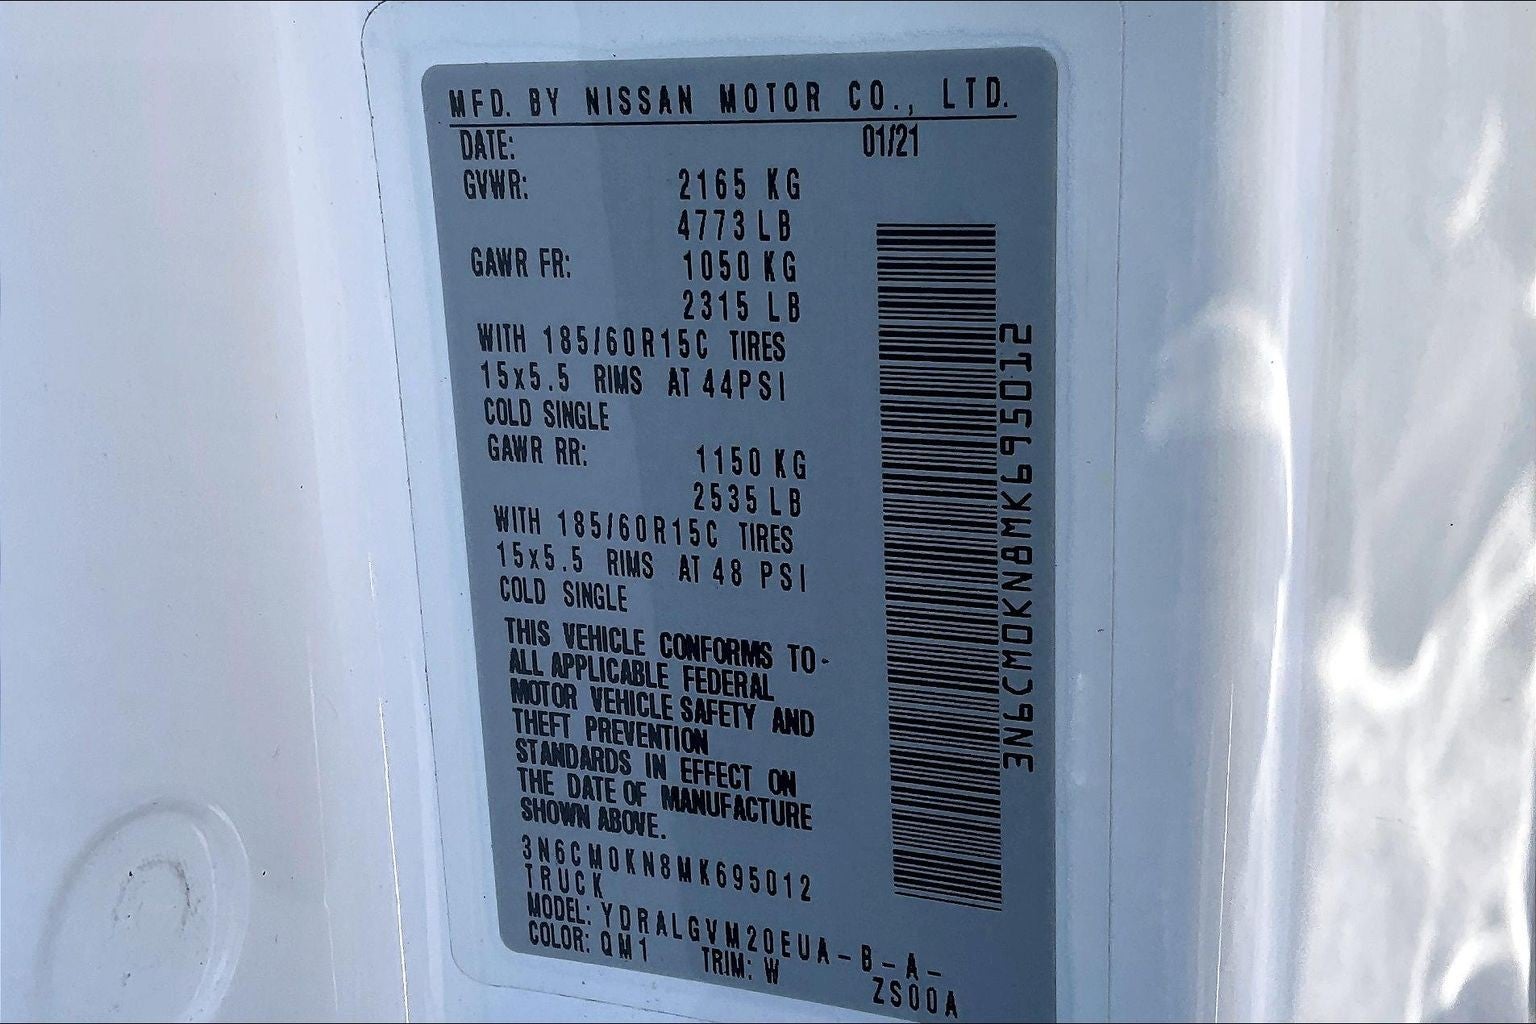 MFD. BY NISSAN MOTOR CO., LTD.
DATE: 01/21
GVWR: 2165 KG
4773 LB
GAWR FR: 1050 KG
2315 LB
WITH 185/60R15C TIRES
15x5.5 RIMS AT 44PSI
COLD SINGLE
GAWR RR: 1150 KG
2535 LB
WITH 185/60R15C TIRES
15x5.5 RIMS AT 48 PSI
COLD SINGLE
THIS VEHICLE CONFORMS TO-
ALL APPLICABLE FEDERAL
MOTOR VEHICLE SAFETY AND
THEFT PREVENTION
STANDARDS IN EFFECT ON
THE DATE OF MANUFACTURE
SHOWN ABOVE.
3N6CM0KN8MK695012
TRUCK
MODEL: YDRALGVM20EUA-B-A-
COLOR: QM1 TRIM: W ZS00A
3N6CM0KN8MK695012